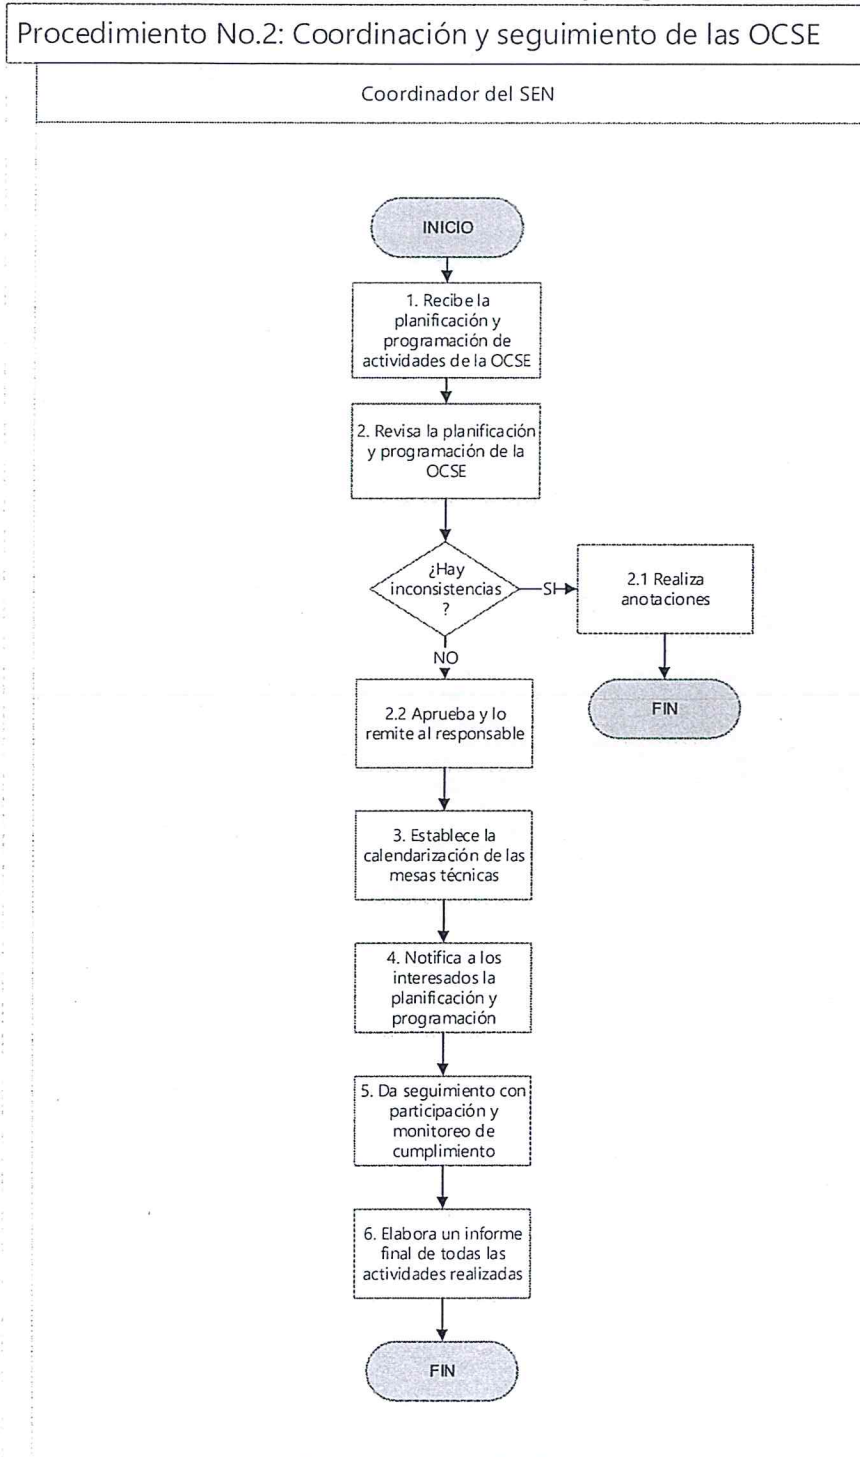 Procedimiento No.2: Coordinación y seguimiento de las OCSE
Coordinador del SEN
INICIO
1. Recibe la
planificación y
programación de
actividades de la OCSE
2. Revisa la planificación
y programación de la
OCSE
¿Hay
inconsistencias
?
SI
2.1 Realiza
anotaciones
FIN
NO
2.2 Aprueba y lo
remite al responsable
3. Establece la
calendarización de las
mesas técnicas
4. Notifica a los
interesados la
planificación y
programación
5. Da seguimiento con
participación y
monitoreo de
cumplimiento
6. Elabora un informe
final de todas las
actividades realizadas
FIN